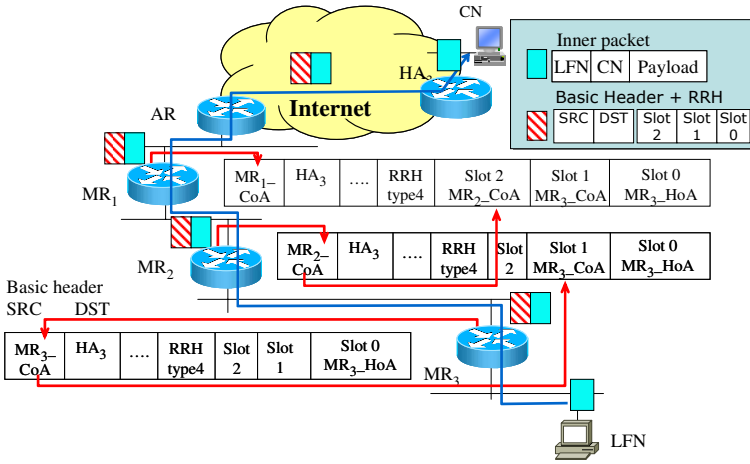 CN
Inner packet
LFN CN Payload
Basic Header + RRH
SRC DST Slot 2 Slot 1 Slot 0
HA
Internet
AR
MR1
MR1_ CoA HA3 …. RRH type4 Slot 2 MR2_CoA Slot 1 MR3_CoA Slot 0 MR3_HoA
MR2
MR2_ CoA HA3 …. RRH type4 Slot 2 Slot 1 MR3_CoA Slot 0 MR3_HoA
Basic header
SRC DST
MR3_ CoA HA3 …. RRH type4 Slot 2 Slot 1 Slot 0 MR3_HoA
MR3
LFN